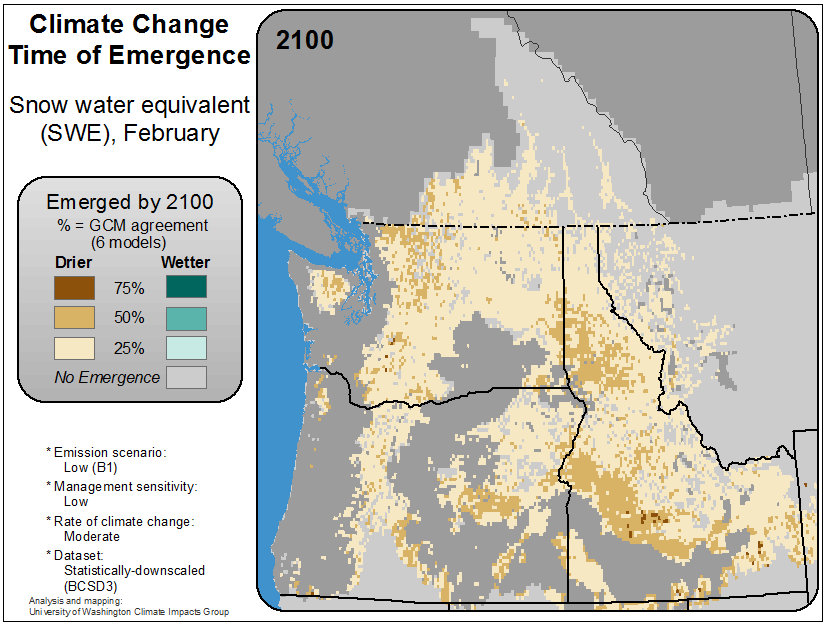 Climate Change
Time of Emergence
Snow water equivalent
(SWE), February
Emerged by 2100
% = GCM agreement
(6 models)
Drier Wetter
75%
50%
25%
No Emergence
* Emission scenario:
Low (B1)
* Management sensitivity:
Low
* Rate of climate change:
Moderate
* Dataset:
Statistically-downscaled
(BCSD3)
Analysis and mapping:
University of Washington Climate Impacts Group
2100